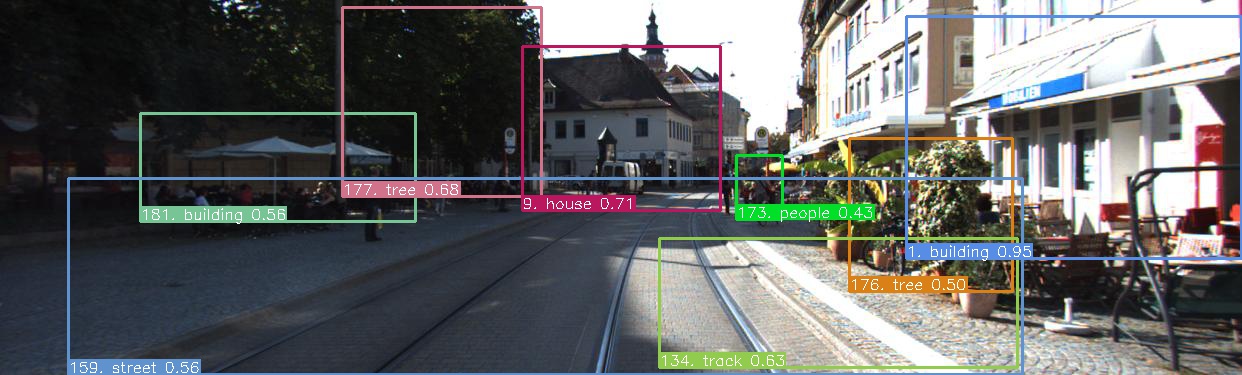 177. tree 0.68
181. building 0.56
9. house 0.71
173. people 0.43
1. building 0.95
176. tree 0.50
134. track 0.63
159. street 0.56